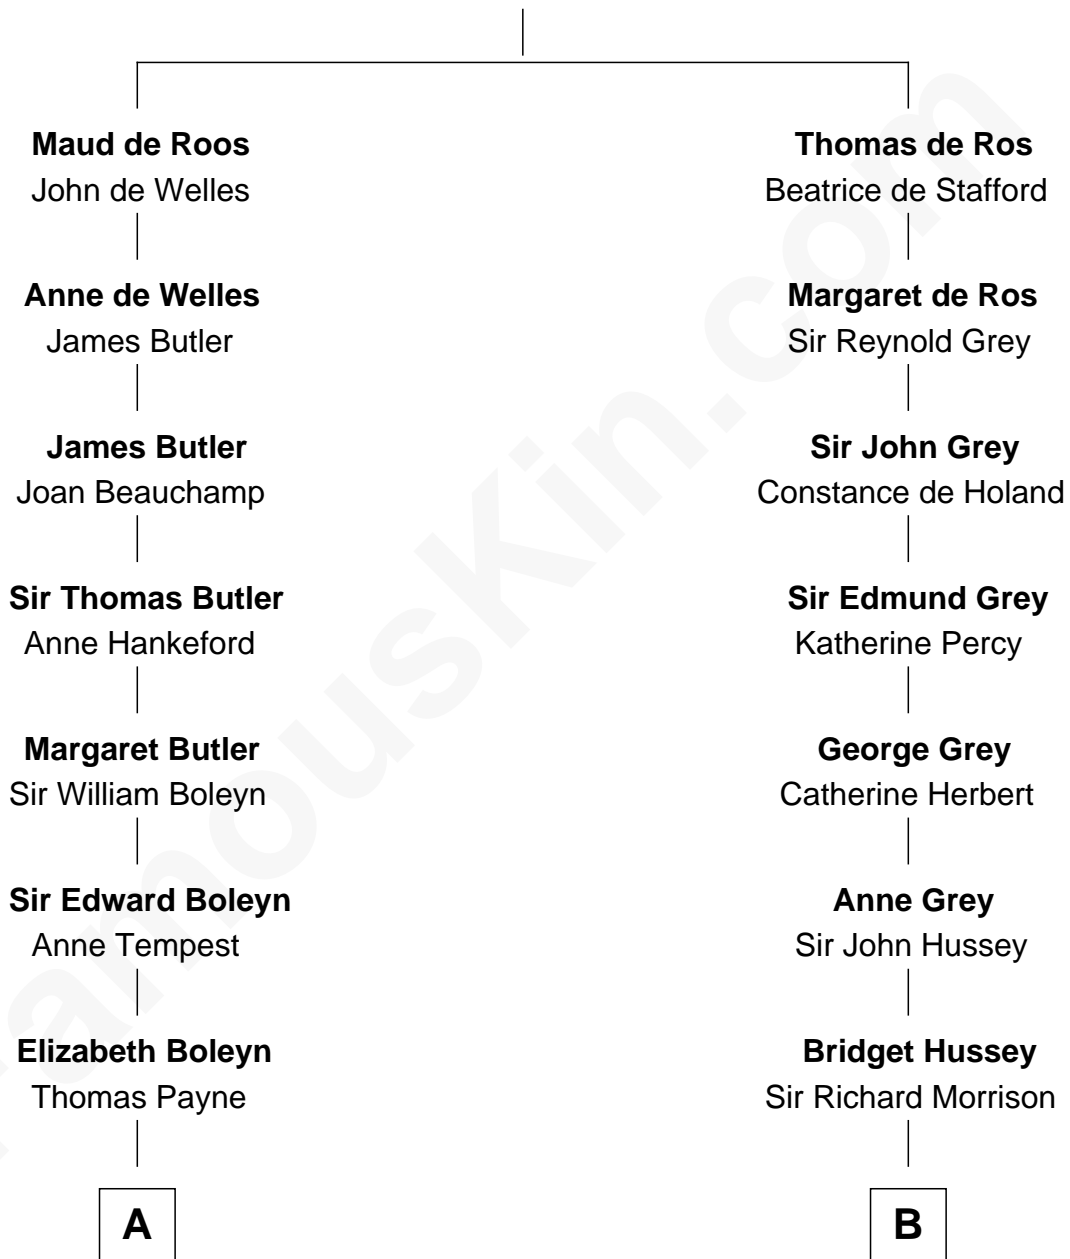 Maud de Roos
John de Welles
Anne de Welles
James Butler
James Butler
Joan Beauchamp
Sir Thomas Butler
Anne Hankeford
Margaret Butler
Sir William Boleyn
Sir Edward Boleyn
Anne Tempest
Elizabeth Boleyn
Thomas Payne
A
Thomas de Ros
Beatrice de Stafford
Margaret de Ros
Sir Reynold Grey
Sir John Grey
Constance de Holand
Sir Edmund Grey
Katherine Percy
George Grey
Catherine Herbert
Anne Grey
Sir John Hussey
Bridget Hussey
Sir Richard Morrison
B
FamousKin.com